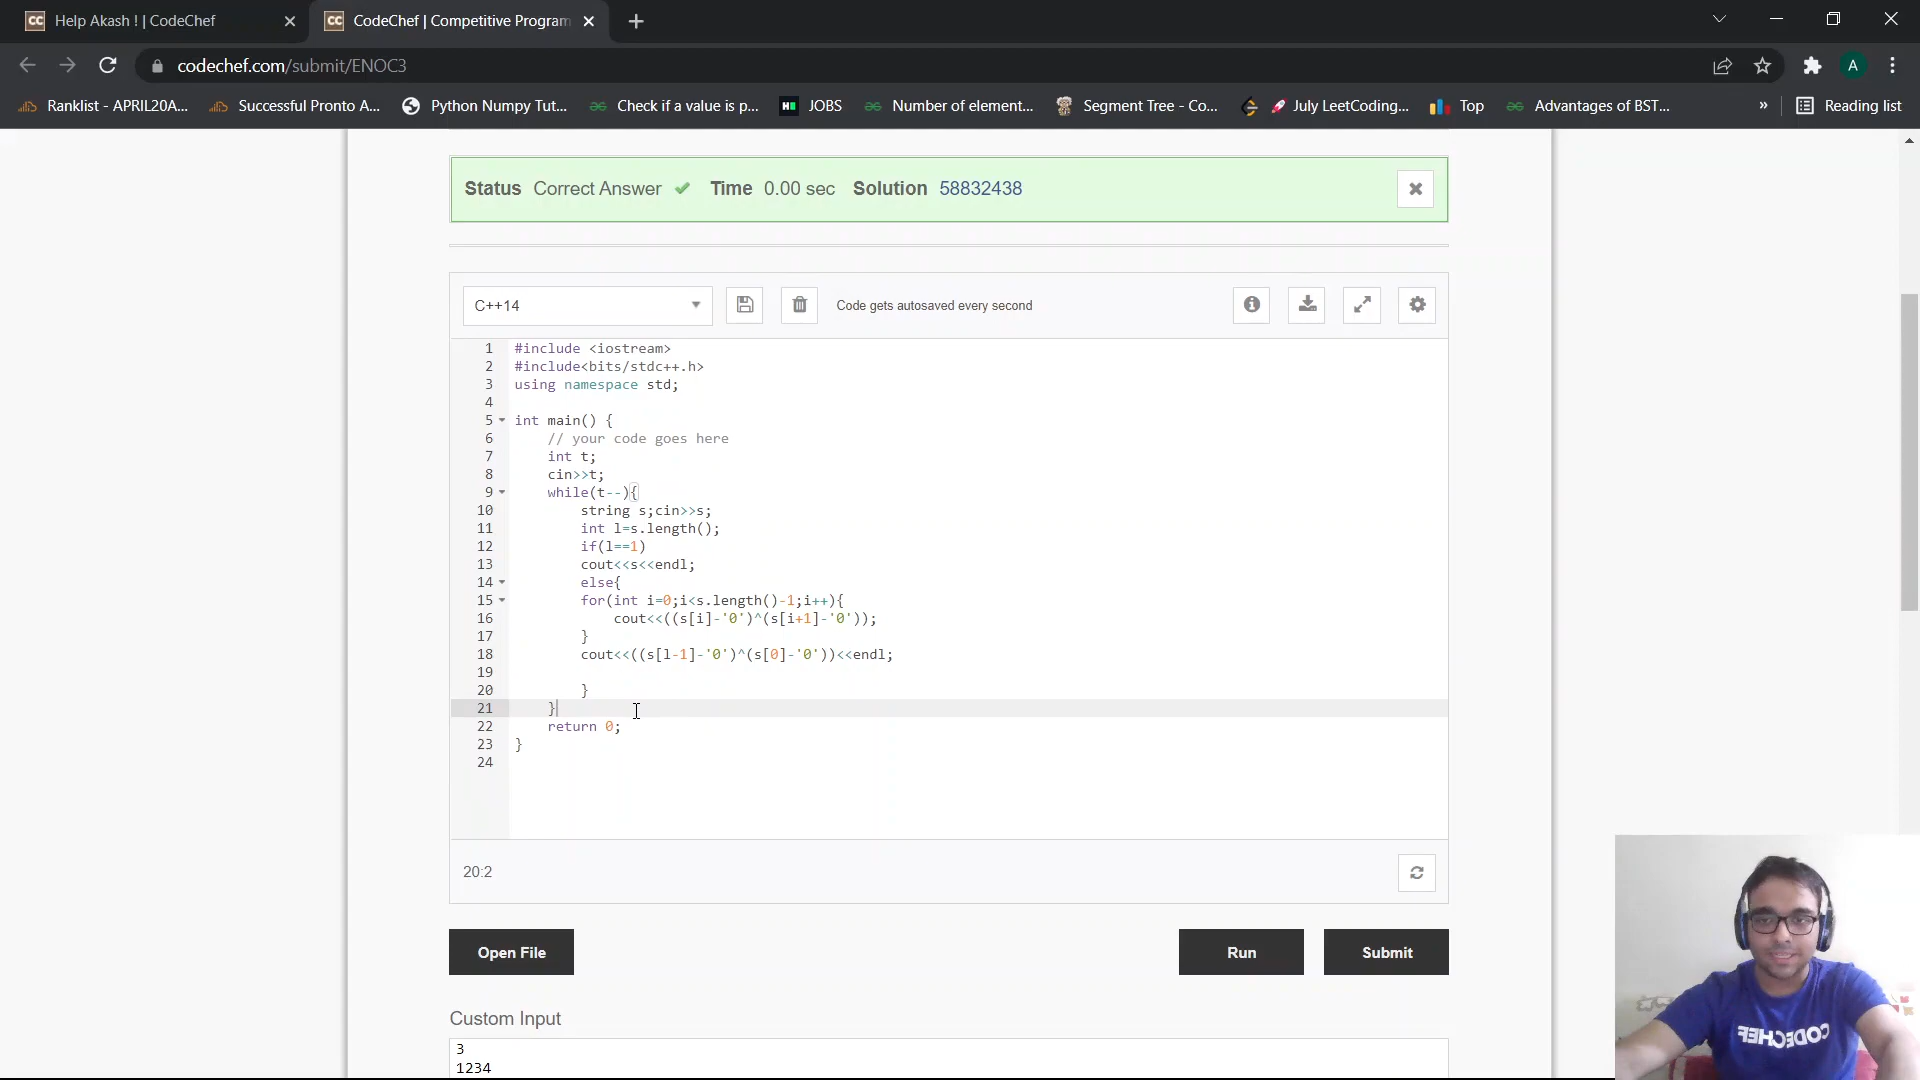 Help Akash ! | CodeChef
CodeChef | Competitive Program
codechef.com/submit/ENOC3
A
Ranklist - APRIL20A...
Successful Pronto A...
Python Numpy Tut...
Check if a value is p...
JOBS
Number of element...
Segment Tree - Co...
July LeetCoding...
Top
Advantages of BST...
»
Reading list
Status Correct Answer Time 0.00 sec Solution 58832438
C++14
Code gets autosaved every second
1 #include <iostream>
2 #include<bits/stdc++.h>
3 using namespace std;
4
5 int main() {
6 // your code goes here
7 int t;
8 cin>>t;
9 while(t--){
10 string s;cin>>s;
11 int l=s.length();
12 if(l==1)
13 cout<<s<<endl;
14 else{
15 for(int i=0;i<s.length()-1;i++){
16 cout<<((s[i]-'0')^(s[i+1]-'0'));
17 }
18 cout<<((s[l-1]-'0')^(s[0]-'0'))<<endl;
19
20 }
21 }
22 return 0;
23 }
24
20:2
Open File
Run
Submit
Custom Input
3
1234
CODECHEF